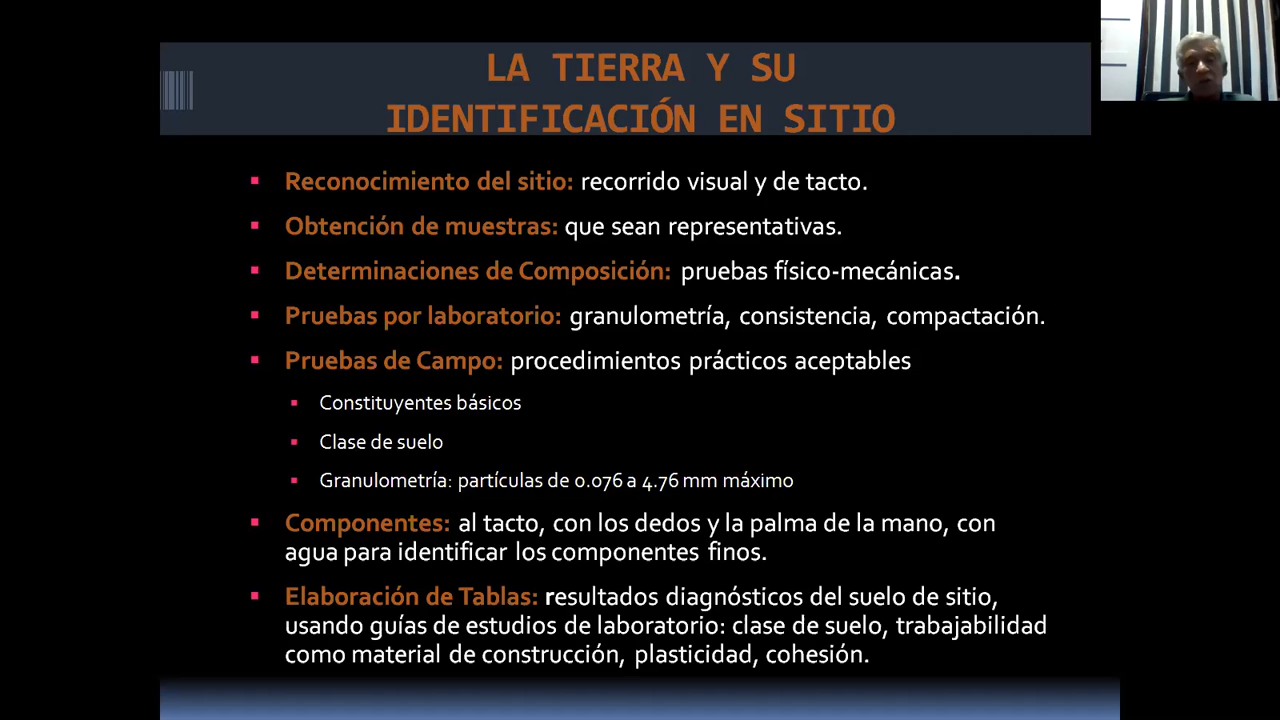 LA TIERRA Y SU
IDENTIFICACIÓN EN SITIO
Reconocimiento del sitio: recorrido visual y de tacto.
Obtención de muestras: que sean representativas.
Determinaciones de Composición: pruebas físico-mecánicas.
Pruebas por laboratorio: granulometría, consistencia, compactación.
Pruebas de Campo: procedimientos prácticos aceptables
Constituyentes básicos
Clase de suelo
Granulometría: partículas de 0.076 a 4.76 mm máximo
Componentes: al tacto, con los dedos y la palma de la mano, con
agua para identificar los componentes finos.
Elaboración de Tablas: resultados diagnósticos del suelo de sitio,
usando guías de estudios de laboratorio: clase de suelo, trabajabilidad
como material de construcción, plasticidad, cohesión.